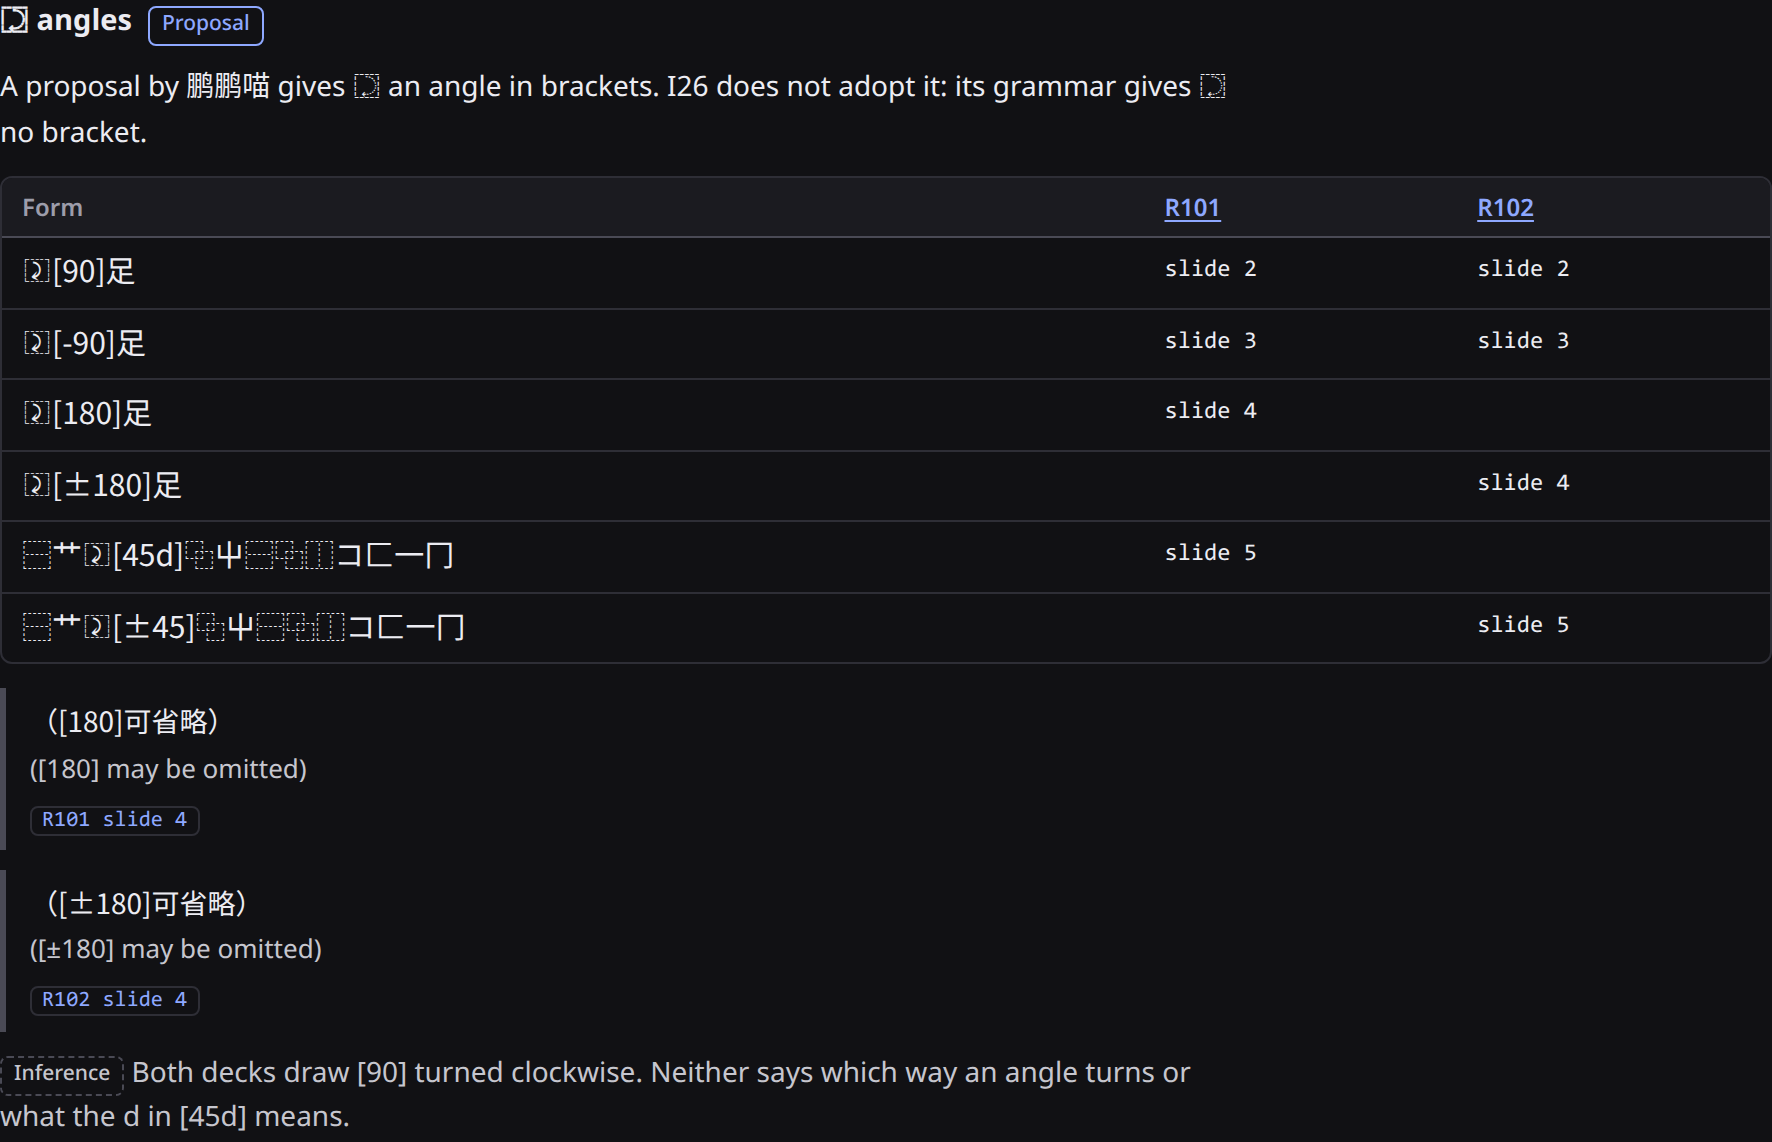 ⿿ angles Proposal
A proposal by 鹏鹏喵 gives ⿿ an angle in brackets. I26 does not adopt it: its grammar gives ⿿
no bracket.
Form R101 R102
⿿[90]足 slide 2 slide 2
⿿[-90]足 slide 3 slide 3
⿿[180]足 slide 4
⿿[±180]足 slide 4
⿱艹⿿[45d]⿻屮⿱⿻⿰コ匚一冂 slide 5
⿱艹⿿[±45]⿻屮⿱⿻⿰コ匚一冂 slide 5
（[180]可省略）
([180] may be omitted)
R101 slide 4
（[±180]可省略）
([±180] may be omitted)
R102 slide 4
Inference Both decks draw [90] turned clockwise. Neither says which way an angle turns or
what the d in [45d] means.